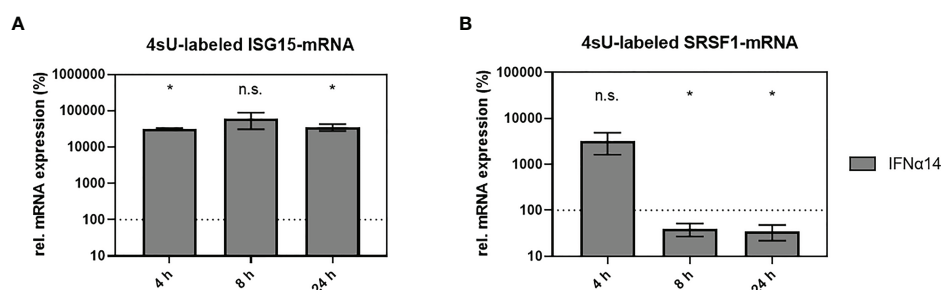 A
4sU-labeled ISG15-mRNA
rel. mRNA expression (%)
1000000
100000
10000
1000
100
10
*
n.s.
*
4 h
8 h
24 h
B
4sU-labeled SRSF1-mRNA
rel. mRNA expression (%)
100000
10000
1000
100
10
n.s.
*
*
4 h
8 h
24 h
IFNα14